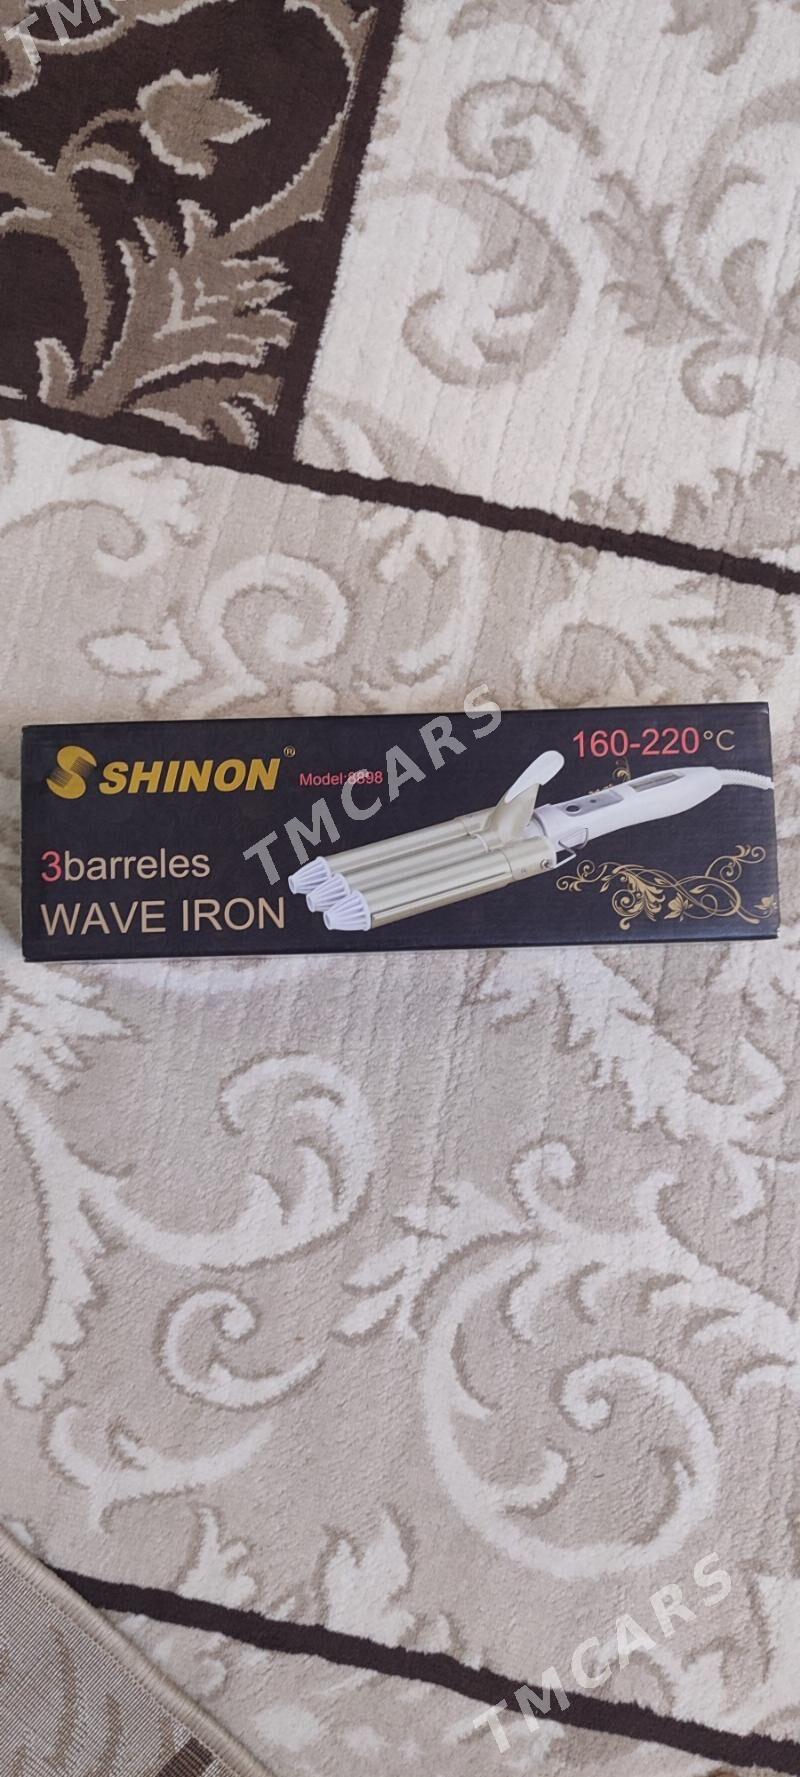 TMCARS
SHINON®
Model:8898
160-220°C
3barreles
WAVE IRON
TMCARS
TMCARS